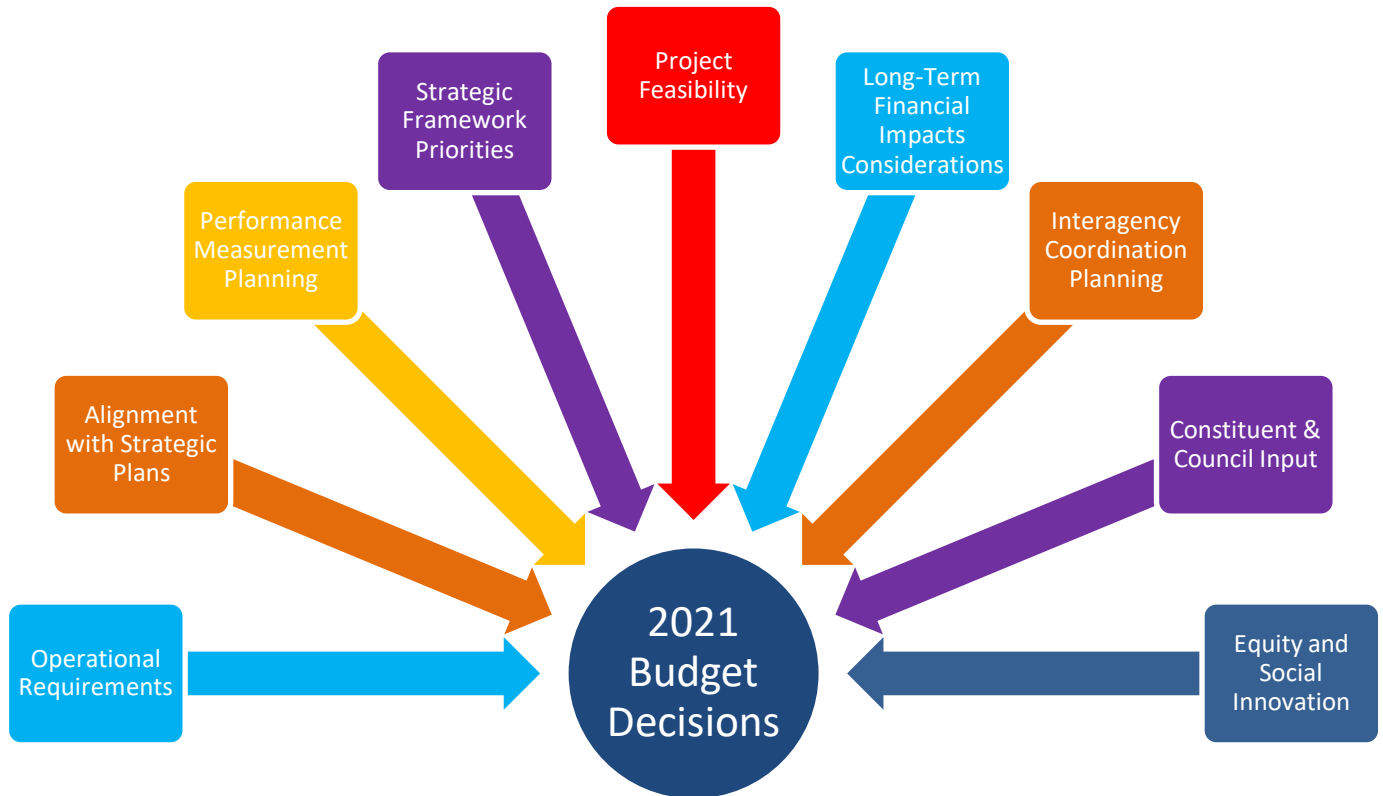 Project
Feasibility
Strategic
Framework
Priorities
Long-Term
Financial
Impacts
Considerations
Performance
Measurement
Planning
Interagency
Coordination
Planning
Alignment
with Strategic
Plans
Constituent &
Council Input
Operational
Requirements
2021
Budget
Decisions
Equity and
Social
Innovation